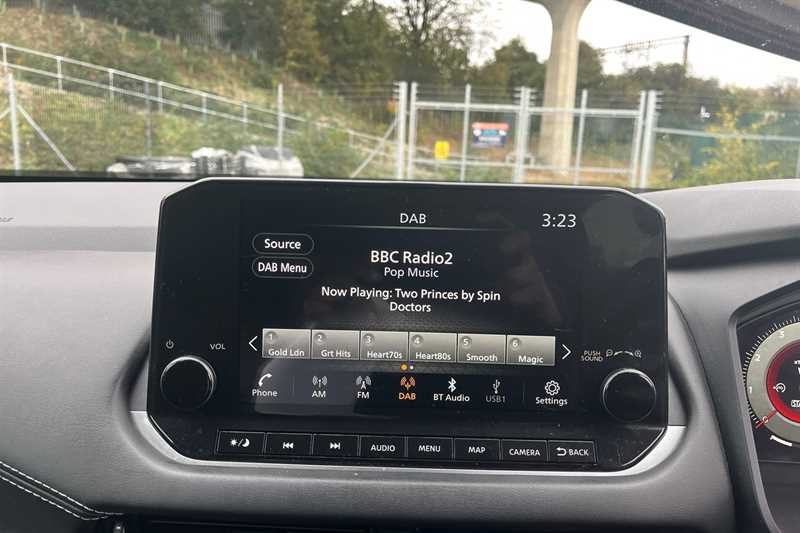 DAB
3:23
Source
BBC Radio2
DAB Menu
Pop Music
Now Playing: Two Princes by Spin
Doctors
1 2 3 4 5 6
Gold Ldn Grt Hits Heart70s Heart80s Smooth Magic
VOL
PUSH
SOUND
Phone AM FM DAB BT Audio USB1 Settings
AUDIO MENU MAP CAMERA BACK